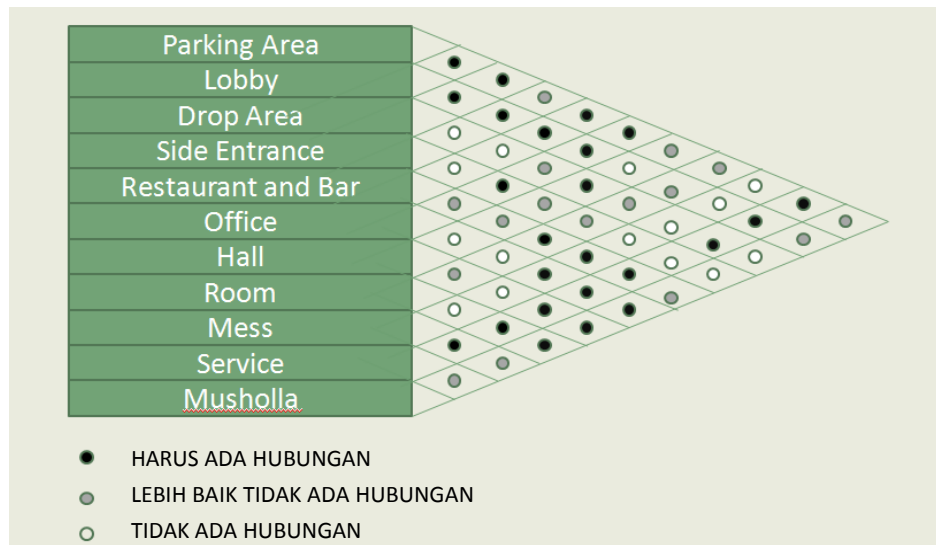 Parking Area
Lobby
Drop Area
Side Entrance
Restaurant and Bar
Office
Hall
Room
Mess
Service
Musholla
HARUS ADA HUBUNGAN
LEBIH BAIK TIDAK ADA HUBUNGAN
TIDAK ADA HUBUNGAN